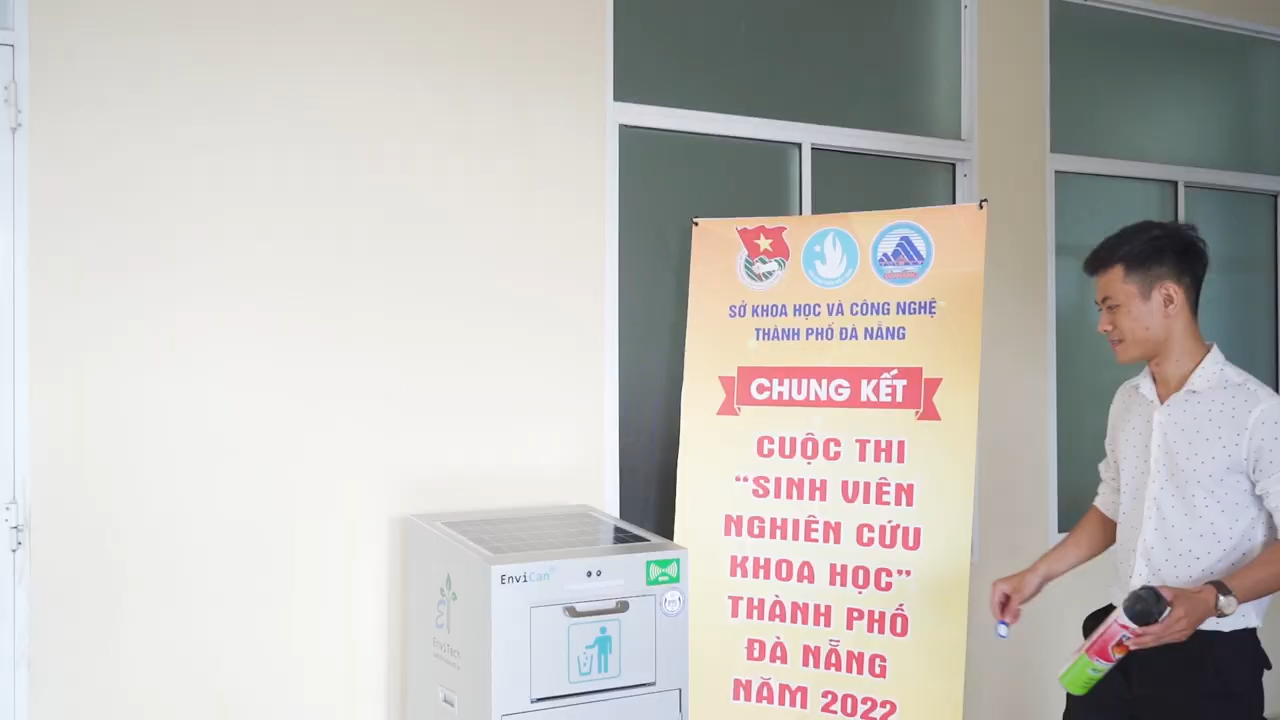 SỞ KHOA HỌC VÀ CÔNG NGHỆ
THÀNH PHỐ ĐÀ NẴNG
CHUNG KẾT
CUỘC THI
“SINH VIÊN
NGHIÊN CỨU
KHOA HỌC”
THÀNH PHỐ
ĐÀ NẴNG
NĂM 2022
EnviCan
EnviTech